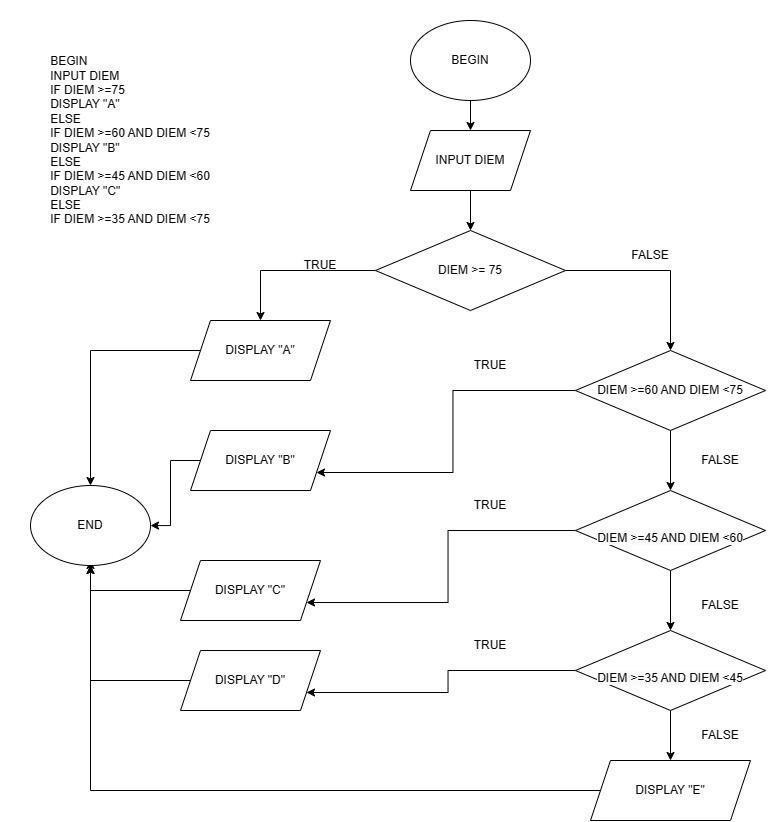 BEGIN
INPUT DIEM
IF DIEM >=75
DISPLAY "A"
ELSE
IF DIEM >=60 AND DIEM <75
DISPLAY "B"
ELSE
IF DIEM >=45 AND DIEM <60
DISPLAY "C"
ELSE
IF DIEM >=35 AND DIEM <75
BEGIN
INPUT DIEM
DIEM >= 75
TRUE
FALSE
DISPLAY "A"
TRUE
DIEM >=60 AND DIEM <75
DISPLAY "B"
FALSE
TRUE
END
DIEM >=45 AND DIEM <60
DISPLAY "C"
FALSE
TRUE
DISPLAY "D"
DIEM >=35 AND DIEM <45
FALSE
DISPLAY "E"